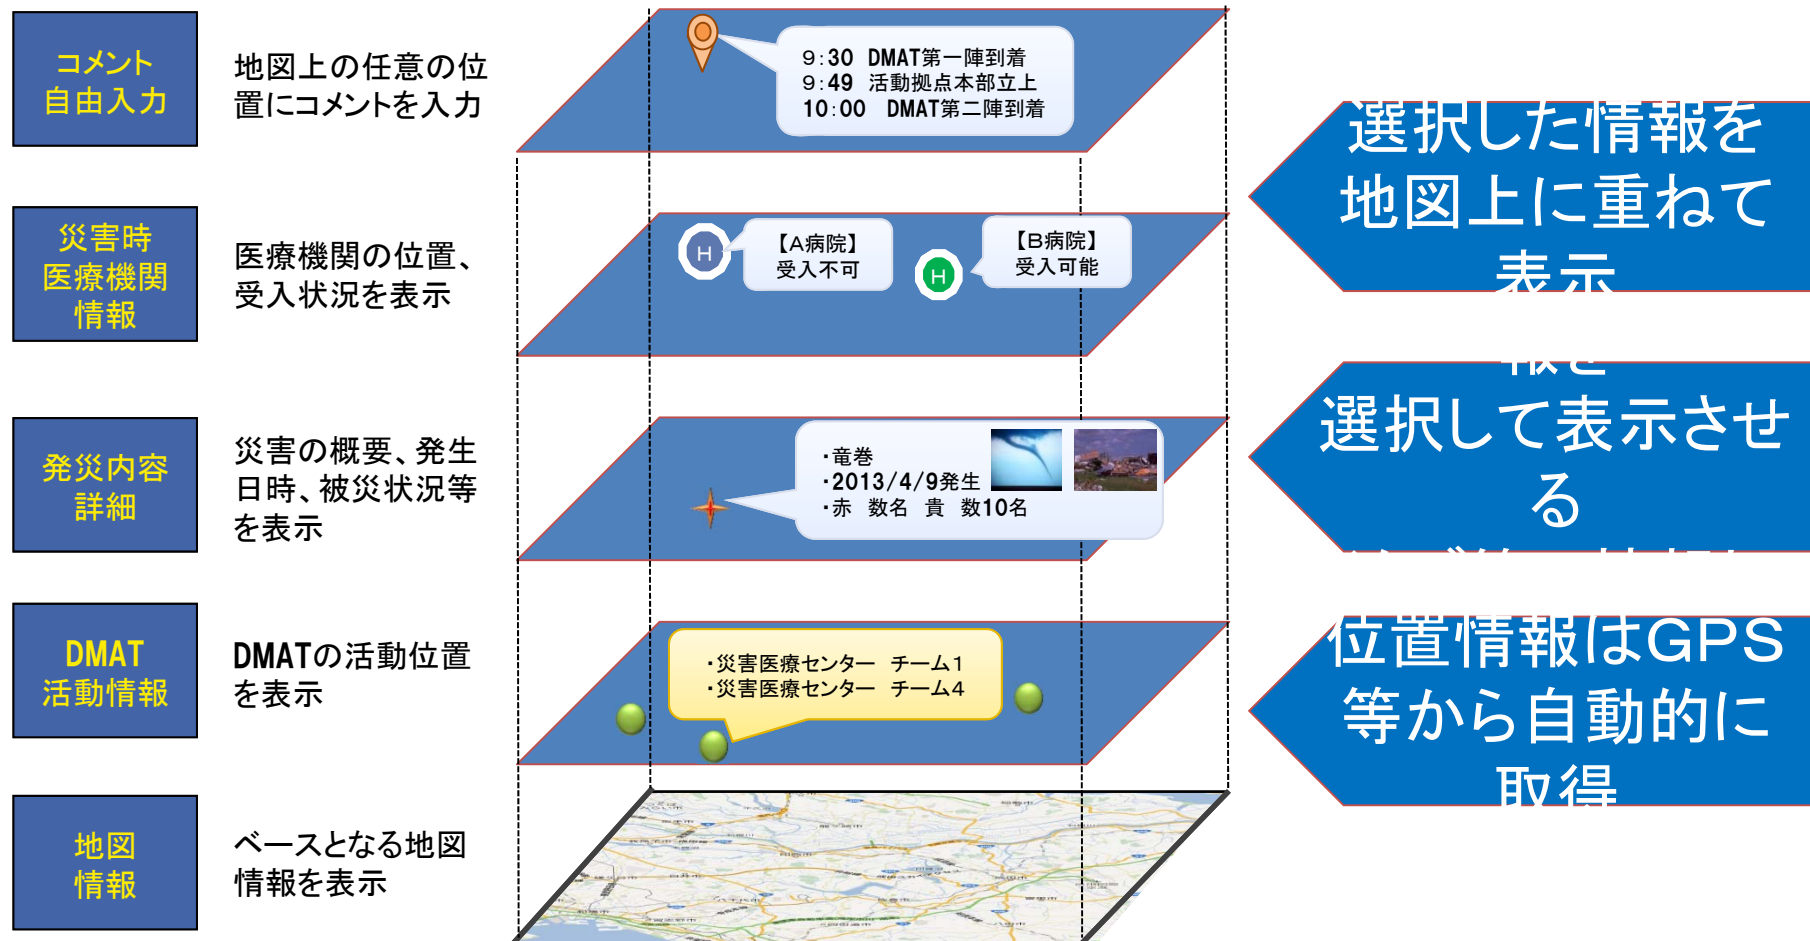 コメント
自由入力
地図上の任意の位
置にコメントを入力
9:30 DMAT第一陣到着
9:49 活動拠点本部立上
10:00 DMAT第二陣到着
選択した情報を
地図上に重ねて
表示
災害時
医療機関
情報
医療機関の位置、
受入状況を表示
H
【A病院】
受入不可
H
【B病院】
受入可能
発災内容
詳細
災害の概要、発生
日時、被災状況等
を表示
・竜巻
・2013/4/9発生
・赤 数名 貴 数10名
報を
選択して表示させ
る
DMAT
活動情報
DMATの活動位置
を表示
・災害医療センター チーム1
・災害医療センター チーム4
位置情報はGPS
等から自動的に
取得
地図
情報
ベースとなる地図
情報を表示